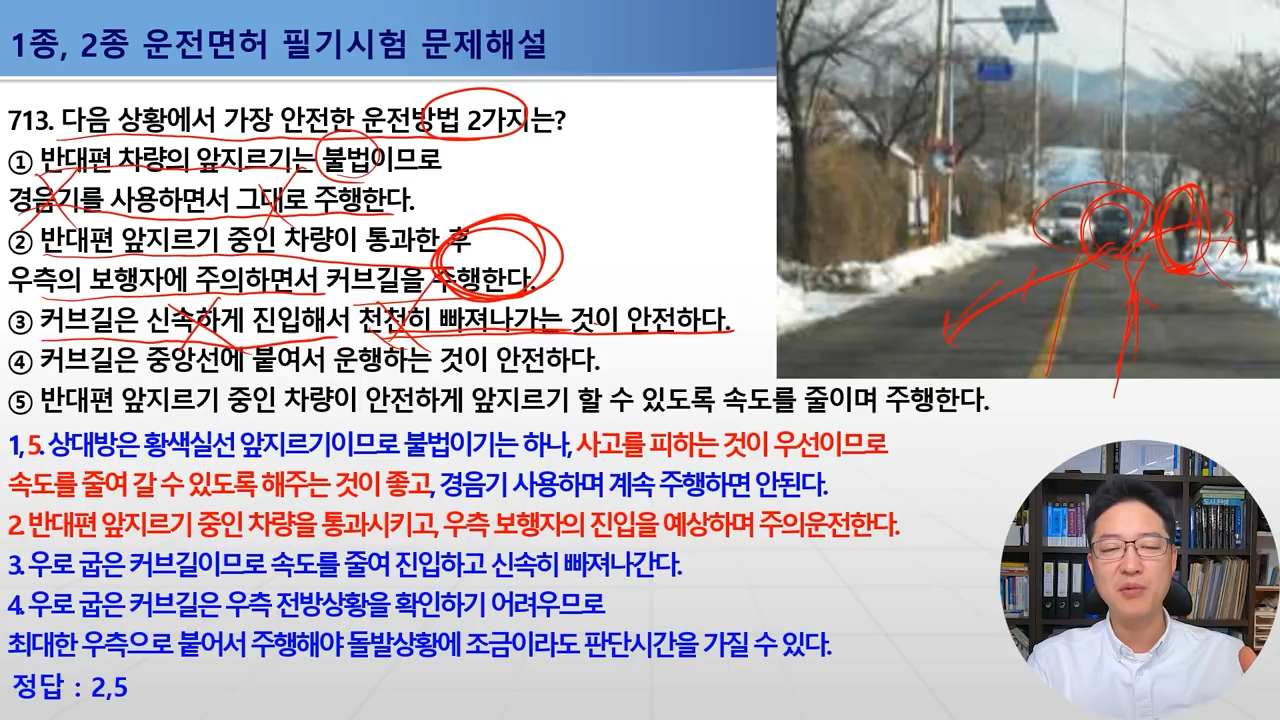 1종, 2종 운전면허 필기시험 문제해설
713. 다음 상황에서 가장 안전한 운전방법 2가지는?
① 반대편 차량의 앞지르기는 불법이므로
경음기를 사용하면서 그대로 주행한다.
② 반대편 앞지르기 중인 차량이 통과한 후
우측의 보행자에 주의하면서 커브길을 주행한다.
③ 커브길은 신속하게 진입해서 천천히 빠져나가는 것이 안전하다.
④ 커브길은 중앙선에 붙여서 운행하는 것이 안전하다.
⑤ 반대편 앞지르기 중인 차량이 안전하게 앞지르기 할 수 있도록 속도를 줄이며 주행한다.
1, 5. 상대방은 황색실선 앞지르기이므로 불법이기는 하나, 사고를 피하는 것이 우선이므로
속도를 줄여 갈 수 있도록 해주는 것이 좋고, 경음기 사용하며 계속 주행하면 안된다.
2. 반대편 앞지르기 중인 차량을 통과시키고, 우측 보행자의 진입을 예상하며 주의운전한다.
3. 우로 굽은 커브길이므로 속도를 줄여 진입하고 신속히 빠져나간다.
4. 우로 굽은 커브길은 우측 전방상황을 확인하기 어려우므로
최대한 우측으로 붙어서 주행해야 돌발상황에 조금이라도 판단시간을 가질 수 있다.
정답 : 2,5